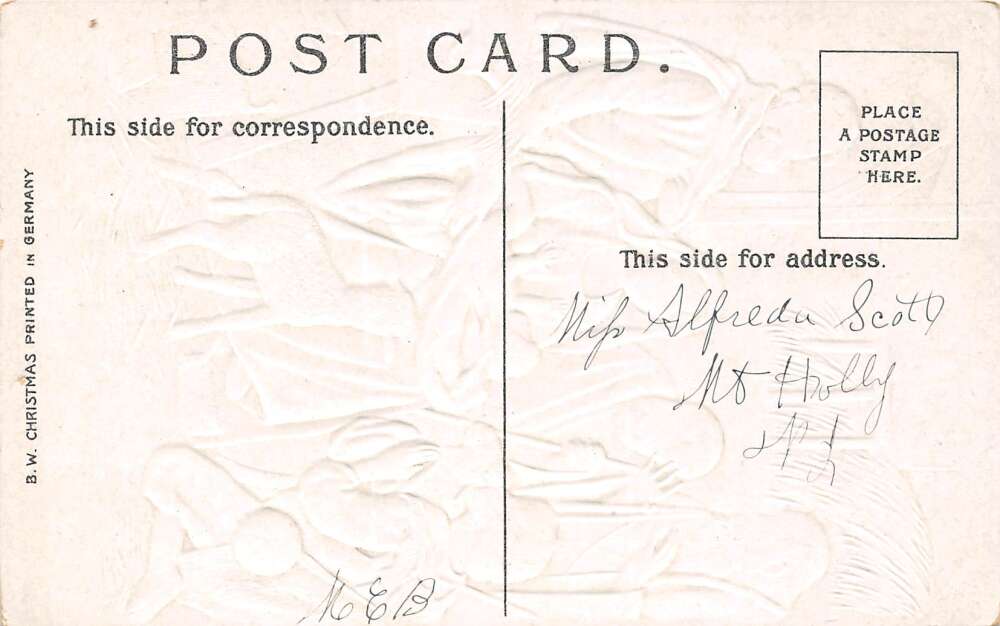 POST CARD.
This side for correspondence.
PLACE
A POSTAGE
STAMP
HERE.
This side for address.
Miss Alfreda Scott
Mt Holly
NJ
MEB
B.W. CHRISTMAS PRINTED IN GERMANY